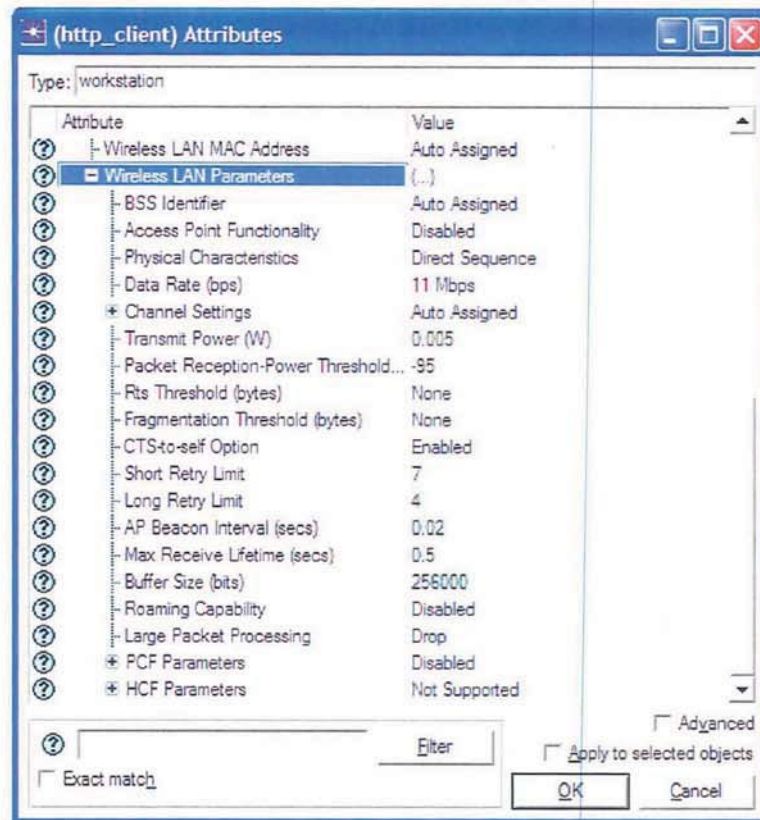 (http_client) Attributes
Type: workstation
Attribute Value
Wireless LAN MAC Address Auto Assigned
Wireless LAN Parameters (...)
BSS Identifier Auto Assigned
Access Point Functionality Disabled
Physical Characteristics Direct Sequence
Data Rate (bps) 11 Mbps
Channel Settings Auto Assigned
Transmit Power (W) 0.005
Packet Reception-Power Threshold... -95
Rts Threshold (bytes) None
Fragmentation Threshold (bytes) None
CTS-to-self Option Enabled
Short Retry Limit 7
Long Retry Limit 4
AP Beacon Interval (secs) 0.02
Max Receive Lifetime (secs) 0.5
Buffer Size (bits) 256000
Roaming Capability Disabled
Large Packet Processing Drop
PCF Parameters Disabled
HCF Parameters Not Supported
Advanced
Filter
Apply to selected objects
Exact match
OK Cancel